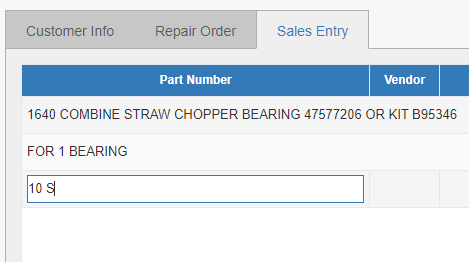 Customer Info Repair Order Sales Entry
Part Number Vendor
1640 COMBINE STRAW CHOPPER BEARING 47577206 OR KIT B95346
FOR 1 BEARING
10 S